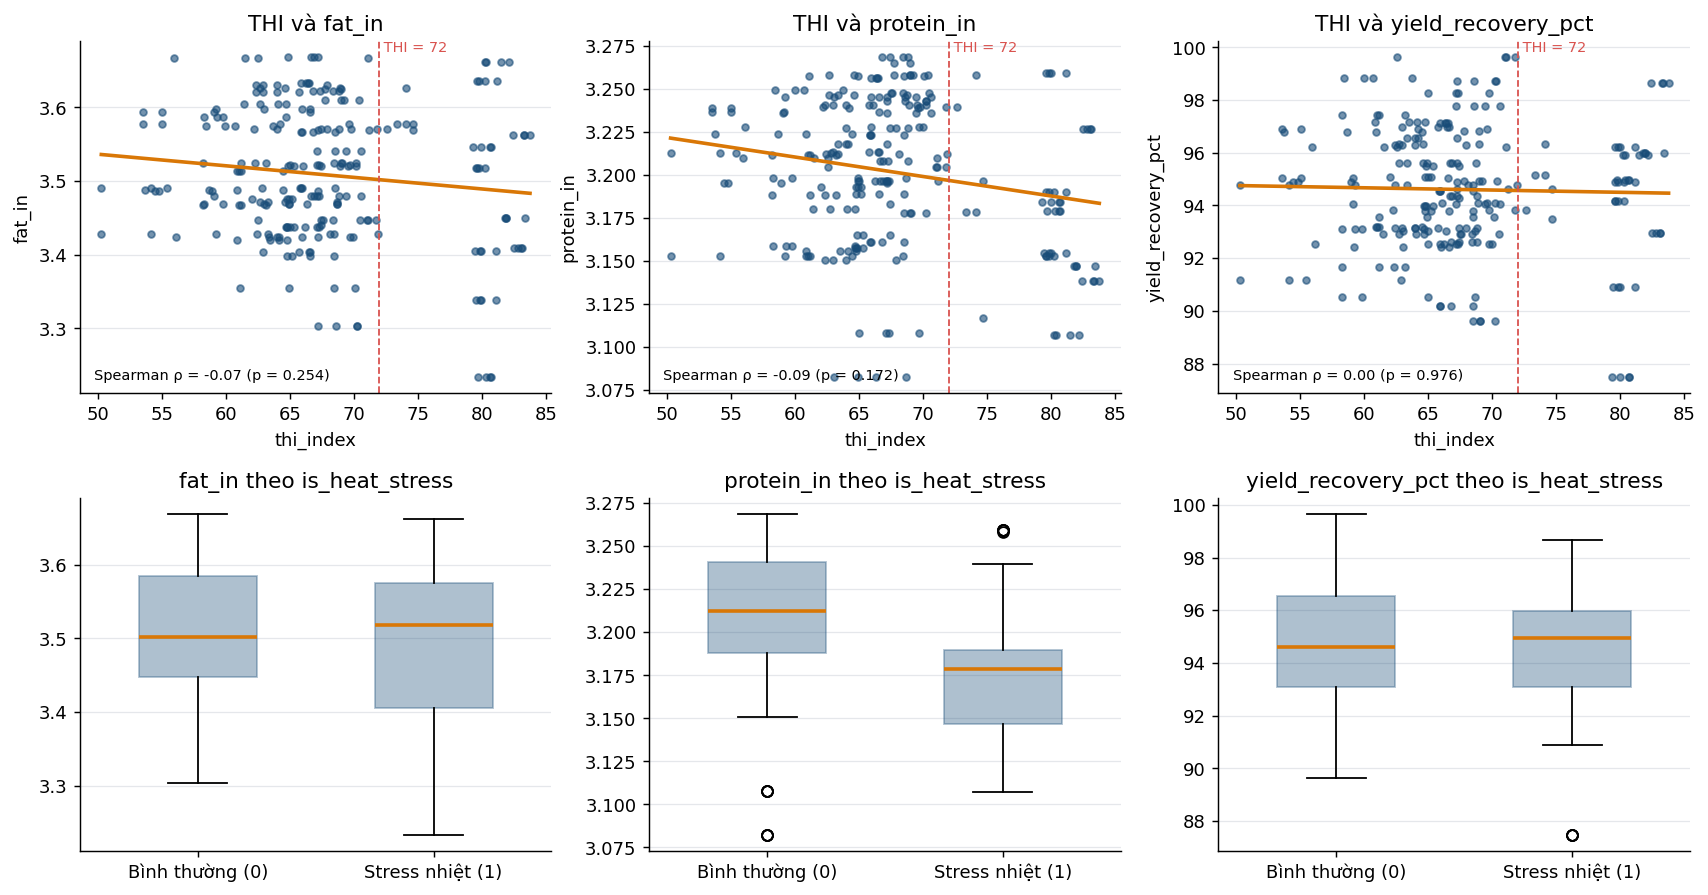 THI và fat_in
THI = 72
fat_in
3.6
3.5
3.4
3.3
Spearman ρ = -0.07 (p = 0.254)
50 55 60 65 70 75 80 85
thi_index
THI và protein_in
THI = 72
protein_in
3.275
3.250
3.225
3.200
3.175
3.150
3.125
3.100
3.075
Spearman ρ = -0.09 (p = 0.172)
50 55 60 65 70 75 80 85
thi_index
THI và yield_recovery_pct
THI = 72
yield_recovery_pct
100
98
96
94
92
90
88
Spearman ρ = 0.00 (p = 0.976)
50 55 60 65 70 75 80 85
thi_index
fat_in theo is_heat_stress
3.6
3.5
3.4
3.3
Bình thường (0) Stress nhiệt (1)
protein_in theo is_heat_stress
3.275
3.250
3.225
3.200
3.175
3.150
3.125
3.100
3.075
Bình thường (0) Stress nhiệt (1)
yield_recovery_pct theo is_heat_stress
100
98
96
94
92
90
88
Bình thường (0) Stress nhiệt (1)